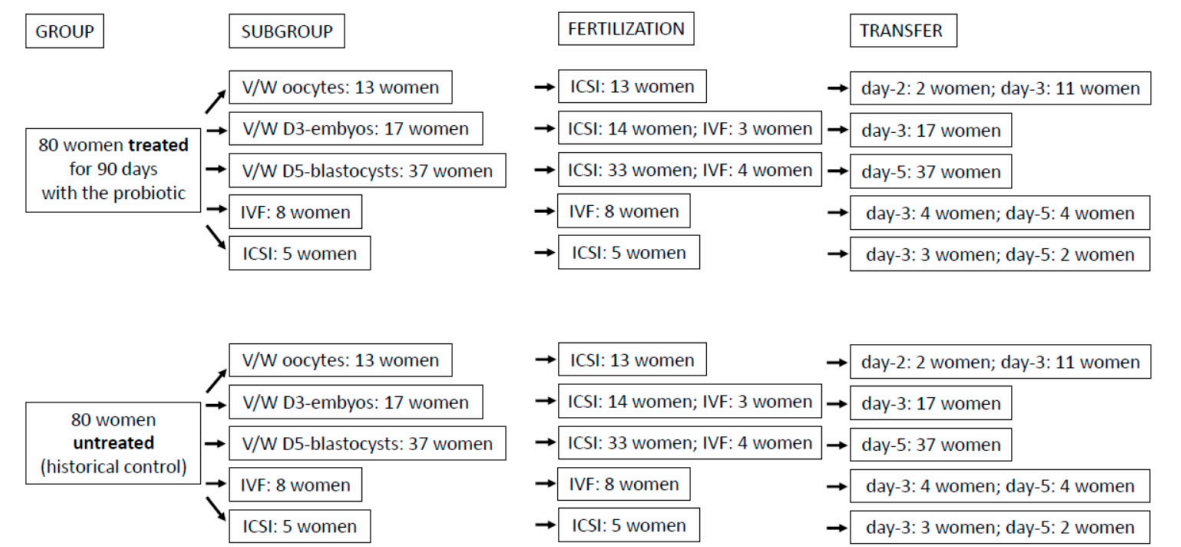 GROUP
SUBGROUP
FERTILIZATION
TRANSFER
80 women treated
for 90 days
with the probiotic
V/W oocytes: 13 women
ICSI: 13 women
day-2: 2 women; day-3: 11 women
V/W D3-embyos: 17 women
ICSI: 14 women; IVF: 3 women
day-3: 17 women
V/W D5-blastocysts: 37 women
ICSI: 33 women; IVF: 4 women
day-5: 37 women
IVF: 8 women
IVF: 8 women
day-3: 4 women; day-5: 4 women
ICSI: 5 women
ICSI: 5 women
day-3: 3 women; day-5: 2 women
80 women
untreated
(historical control)
V/W oocytes: 13 women
ICSI: 13 women
day-2: 2 women; day-3: 11 women
V/W D3-embyos: 17 women
ICSI: 14 women; IVF: 3 women
day-3: 17 women
V/W D5-blastocysts: 37 women
ICSI: 33 women; IVF: 4 women
day-5: 37 women
IVF: 8 women
IVF: 8 women
day-3: 4 women; day-5: 4 women
ICSI: 5 women
ICSI: 5 women
day-3: 3 women; day-5: 2 women